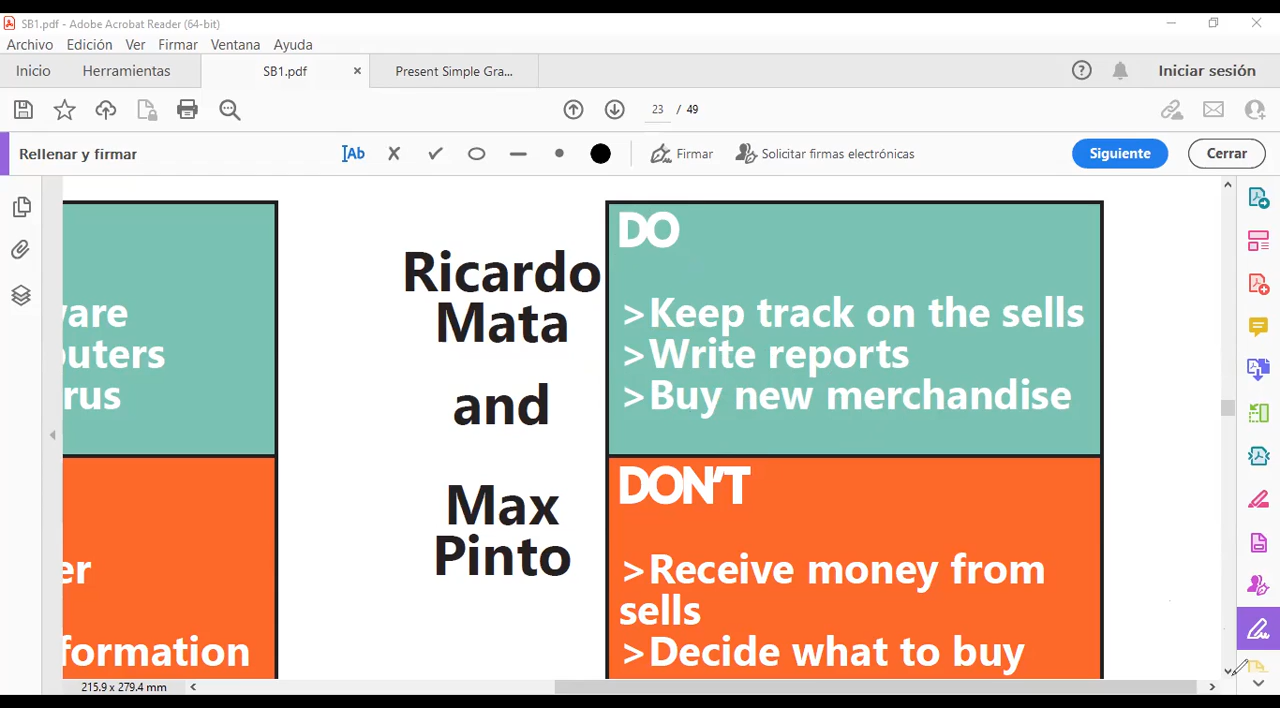 SB1.pdf - Adobe Acrobat Reader (64-bit)
Archivo Edición Ver Firmar Ventana Ayuda
Inicio Herramientas SB1.pdf × Present Simple Gra...
Iniciar sesión
23 / 49
Rellenar y firmar
Ab
Firmar
Solicitar firmas electrónicas
Siguiente
Cerrar
ware
puters
rus
er
formation
Ricardo
Mata
and
Max
Pinto
DO
>Keep track on the sells
>Write reports
>Buy new merchandise
DON'T
>Receive money from
sells
>Decide what to buy
215.9 x 279.4 mm